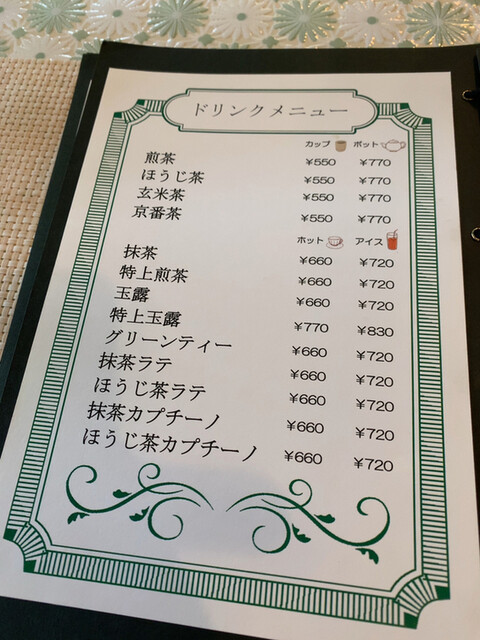 ドリンクメニュー
カップ ポット
煎茶 ¥550 ¥770
ほうじ茶 ¥550 ¥770
玄米茶 ¥550 ¥770
京番茶 ¥550 ¥770
ホット アイス
抹茶 ¥660 ¥720
特上煎茶 ¥660 ¥720
玉露 ¥660 ¥720
特上玉露 ¥770 ¥830
グリーンティー ¥660 ¥720
抹茶ラテ ¥660 ¥720
ほうじ茶ラテ ¥660 ¥720
抹茶カプチーノ ¥660 ¥720
ほうじ茶カプチーノ ¥660 ¥720